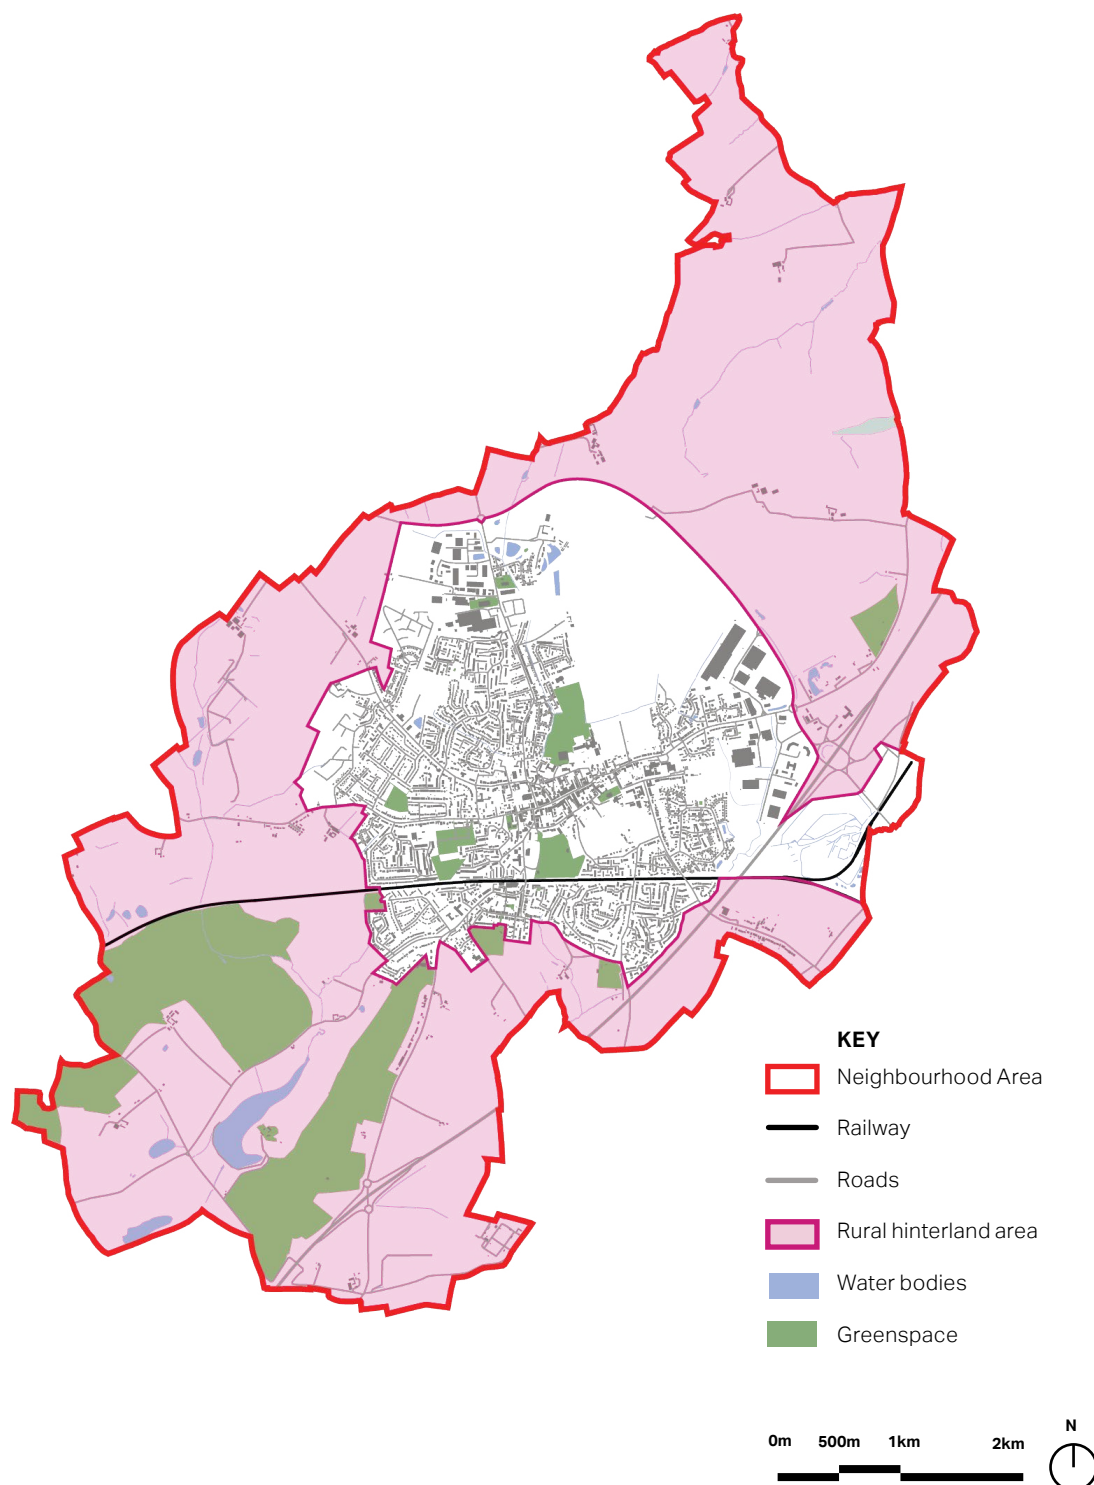 KEY
Neighbourhood Area
Railway
Roads
Rural hinterland area
Water bodies
Greenspace
0m 500m 1km 2km
N